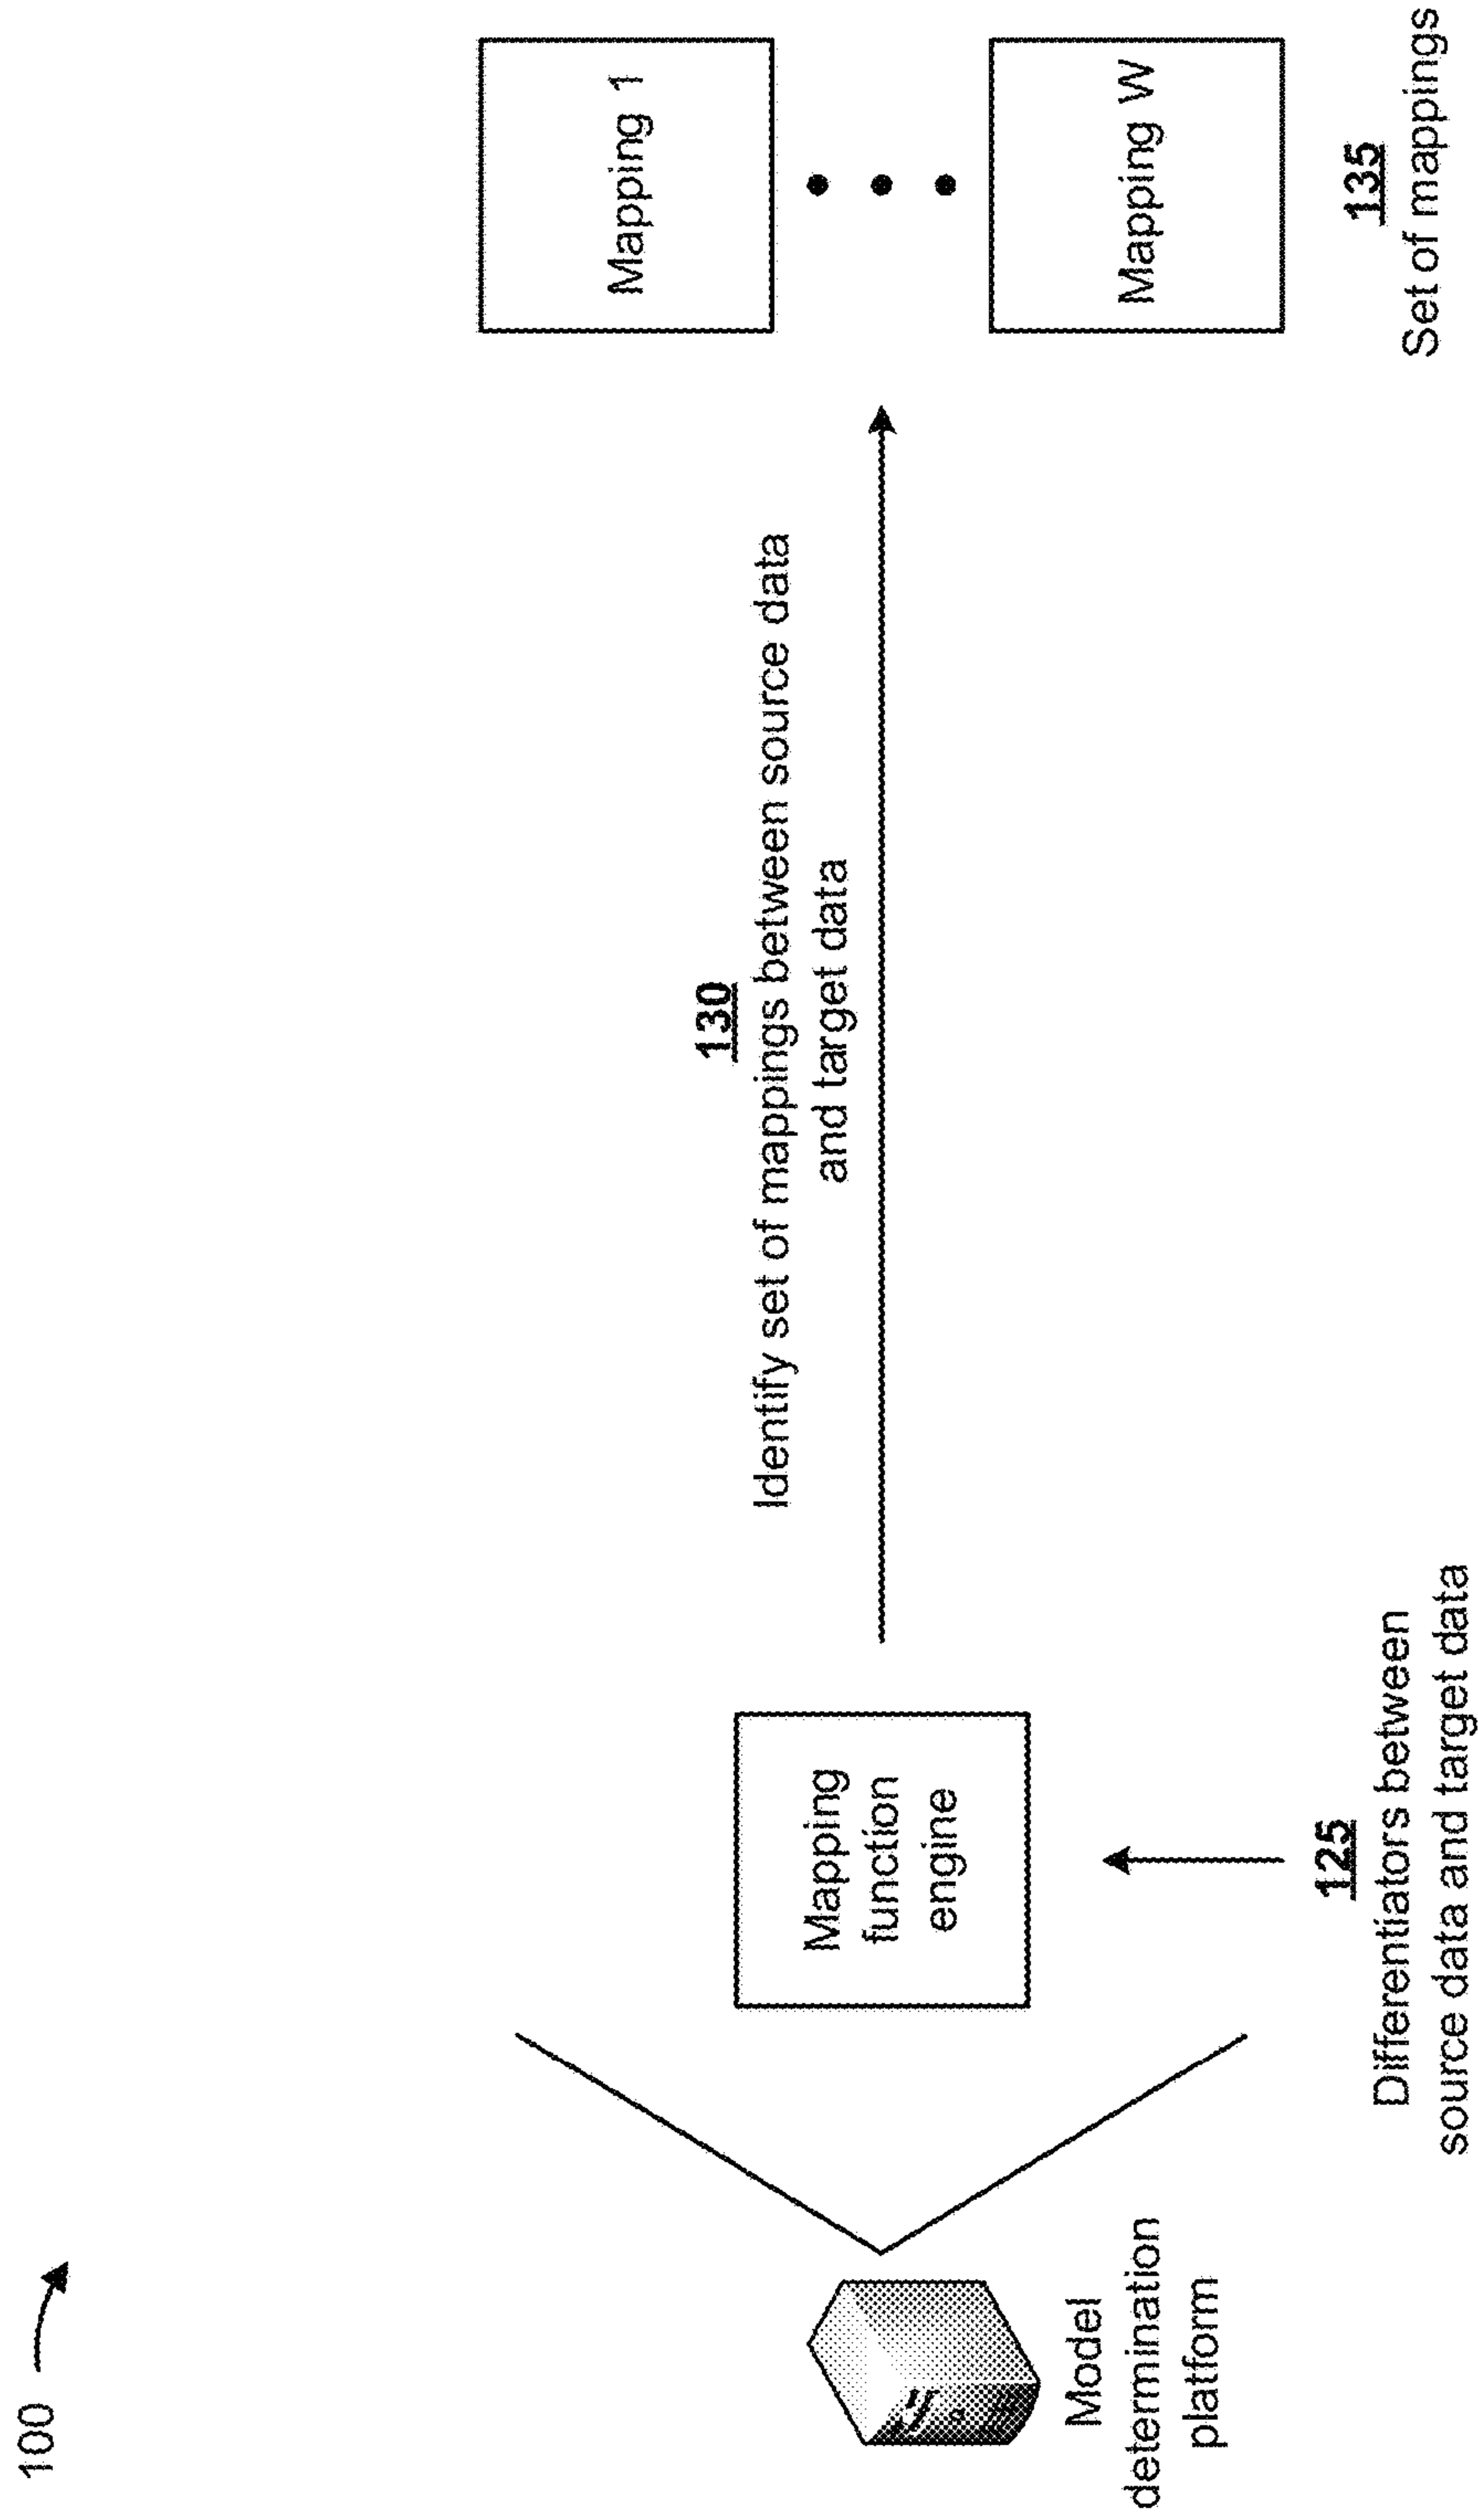 100
Model
determination
platform
Mapping
function
engine
125
Differentiators between
source data and target data
130
Identify set of mappings between source data
and target data
Mapping 1
Mapping W
135
Set of mappings